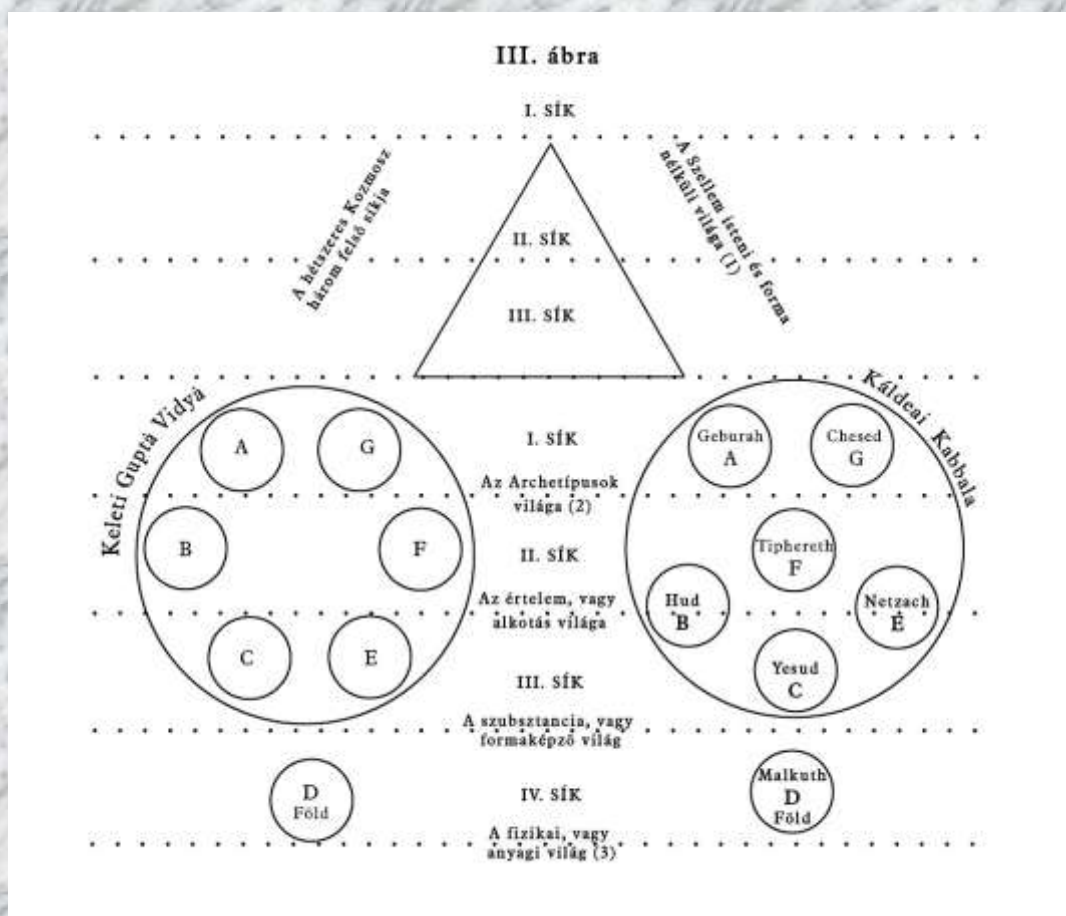 III. ábra
I. SÍK
A hétszeres Kozmosz
három felső síkja
A Szellem isteni és forma
nélküli világa (1)
II. SÍK
III. SÍK
Keleti Guptà Vidyà
Káldeai Kabbala
A
G
B
F
C
E
I. SÍK
Az Archetípusok
világa (2)
II. SÍK
Az értelem, vagy
alkotás világa
III. SÍK
A szubsztancia, vagy
formaképző világ
Geburah
A
Chesed
G
Tiphereth
F
Hud
B
Netzach
E
Yesud
C
D
Föld
IV. SÍK
A fizikai, vagy
anyagi világ (3)
Malkuth
D
Föld